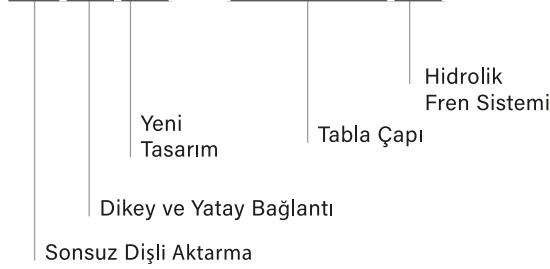 Hidrolik
Fren Sistemi
Yeni
Tasarım
Tabla Çapı
Dikey ve Yatay Bağlantı
Sonsuz Dişli Aktarma